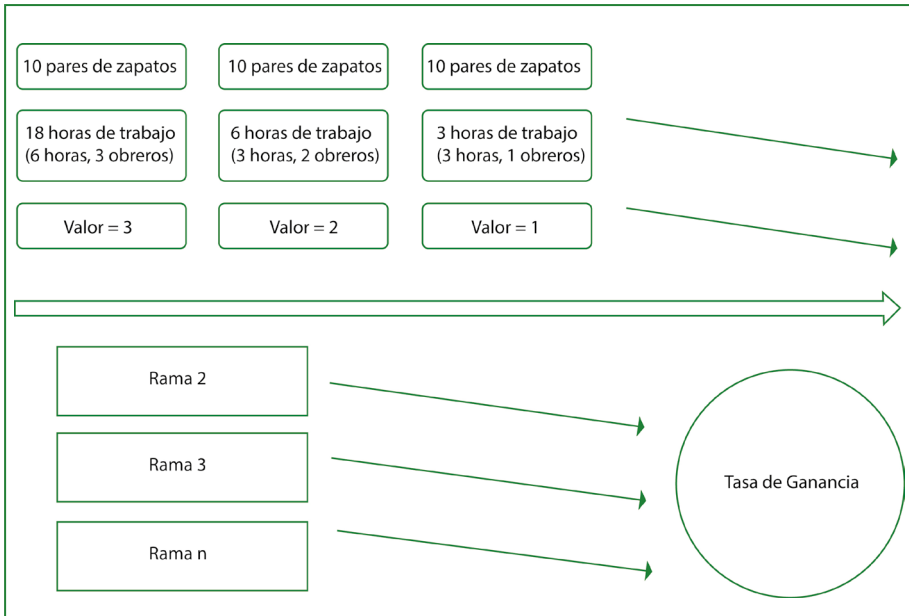 10 pares de zapatos
10 pares de zapatos
10 pares de zapatos
18 horas de trabajo
(6 horas, 3 obreros)
6 horas de trabajo
(3 horas, 2 obreros)
3 horas de trabajo
(3 horas, 1 obreros)
Valor = 3
Valor = 2
Valor = 1
Rama 2
Rama 3
Rama n
Tasa de Ganancia